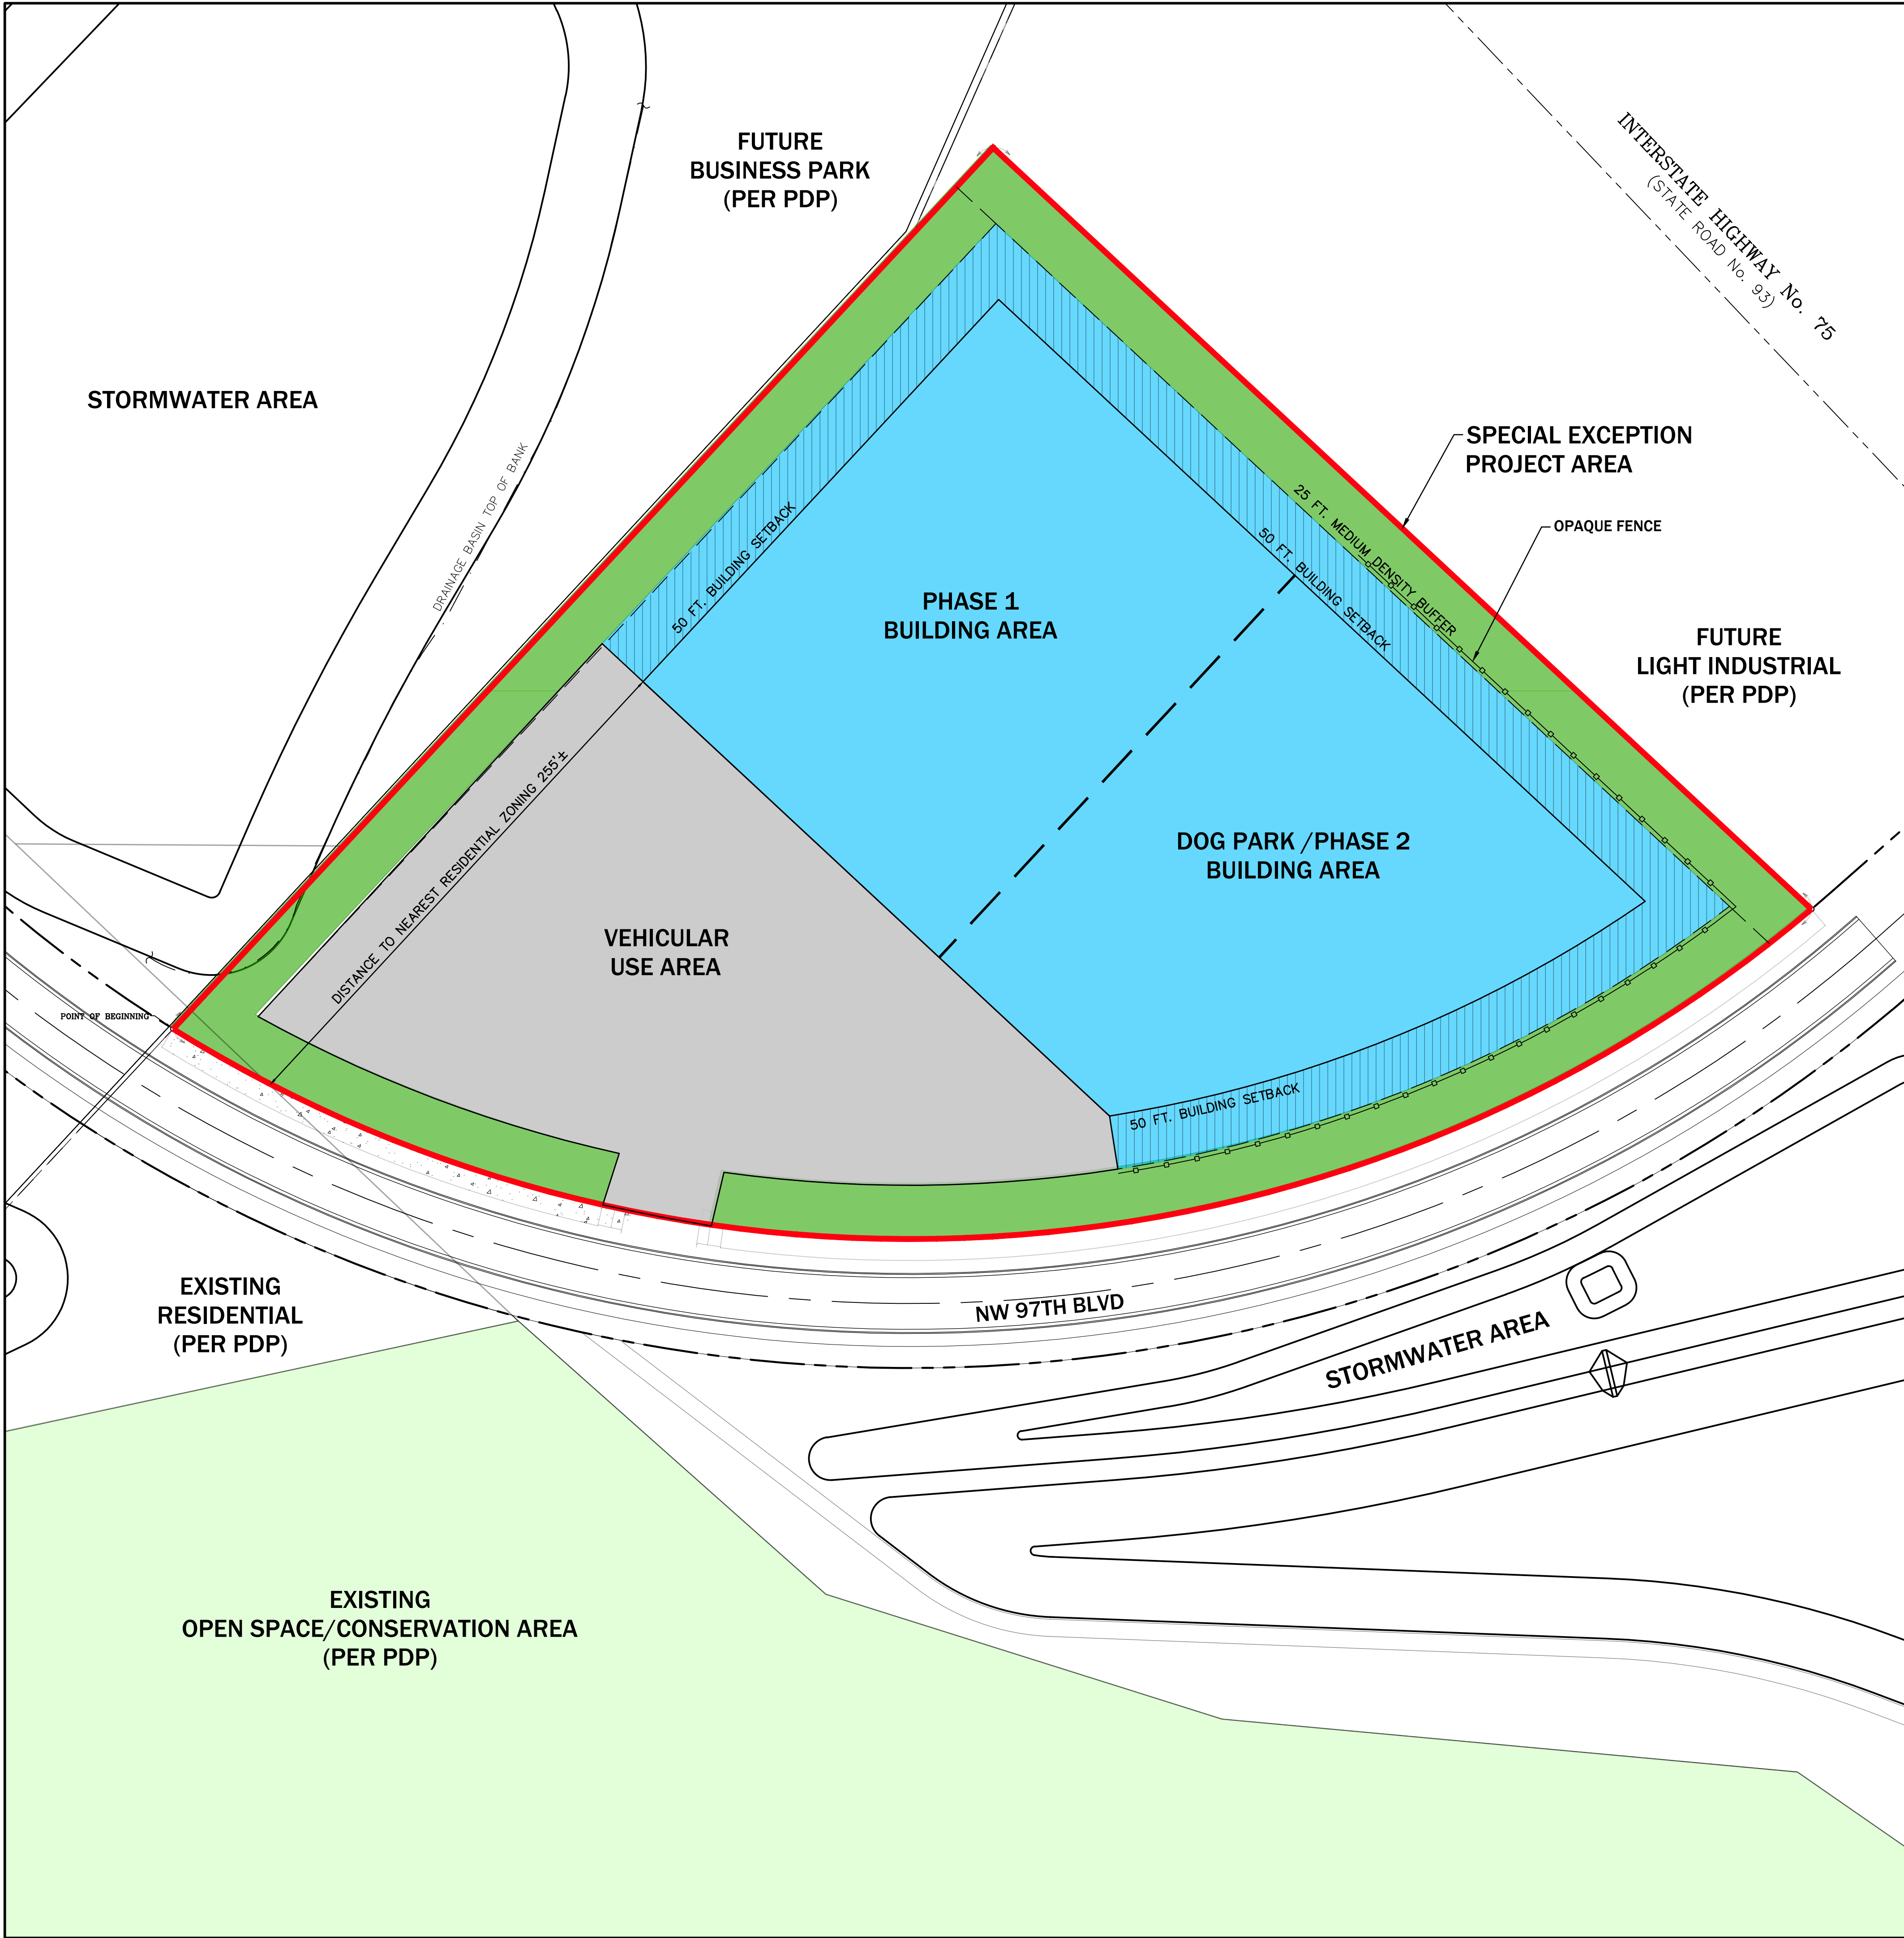 FUTURE
BUSINESS PARK
(PER PDP)
INTERSTATE HIGHWAY No. 75
(STATE ROAD No. 93)
STORMWATER AREA
DRAINAGE BASIN TOP OF BANK
SPECIAL EXCEPTION
PROJECT AREA
OPAQUE FENCE
25 FT. MEDIUM DENSITY BUFFER
50 FT. BUILDING SETBACK
50 FT. BUILDING SETBACK
PHASE 1
BUILDING AREA
FUTURE
LIGHT INDUSTRIAL
(PER PDP)
DISTANCE TO NEAREST RESIDENTIAL ZONING 255'±
DOG PARK /PHASE 2
BUILDING AREA
VEHICULAR
USE AREA
POINT OF BEGINNING
50 FT. BUILDING SETBACK
EXISTING
RESIDENTIAL
(PER PDP)
NW 97TH BLVD
STORMWATER AREA
EXISTING
OPEN SPACE/CONSERVATION AREA
(PER PDP)